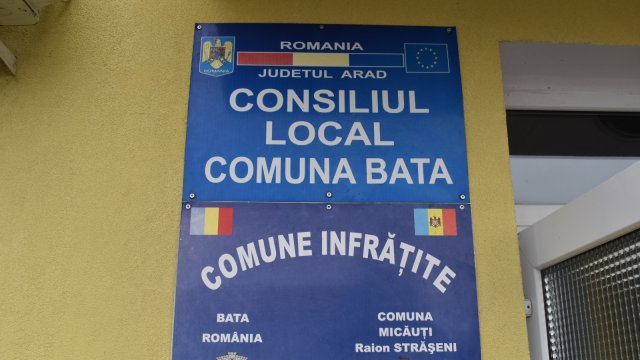 ROMANIA
JUDETUL ARAD
CONSILIUL
LOCAL
COMUNA BATA
COMUNE INFRĂȚITE
BATA
ROMÂNIA
COMUNA
MICĂUȚI
Raion STRĂȘENI